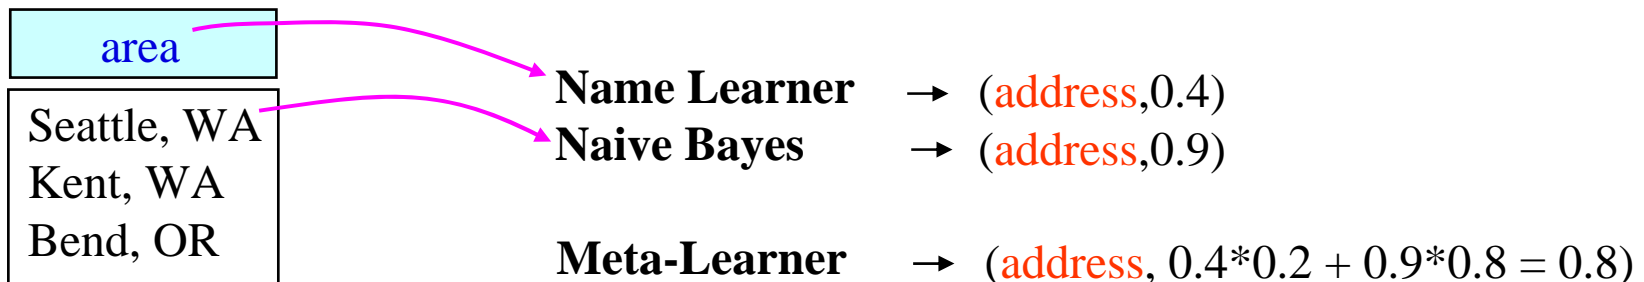 area
Seattle, WA
Kent, WA
Bend, OR
Name Learner → (address,0.4)
Naive Bayes → (address,0.9)
Meta-Learner → (address, 0.4*0.2 + 0.9*0.8 = 0.8)